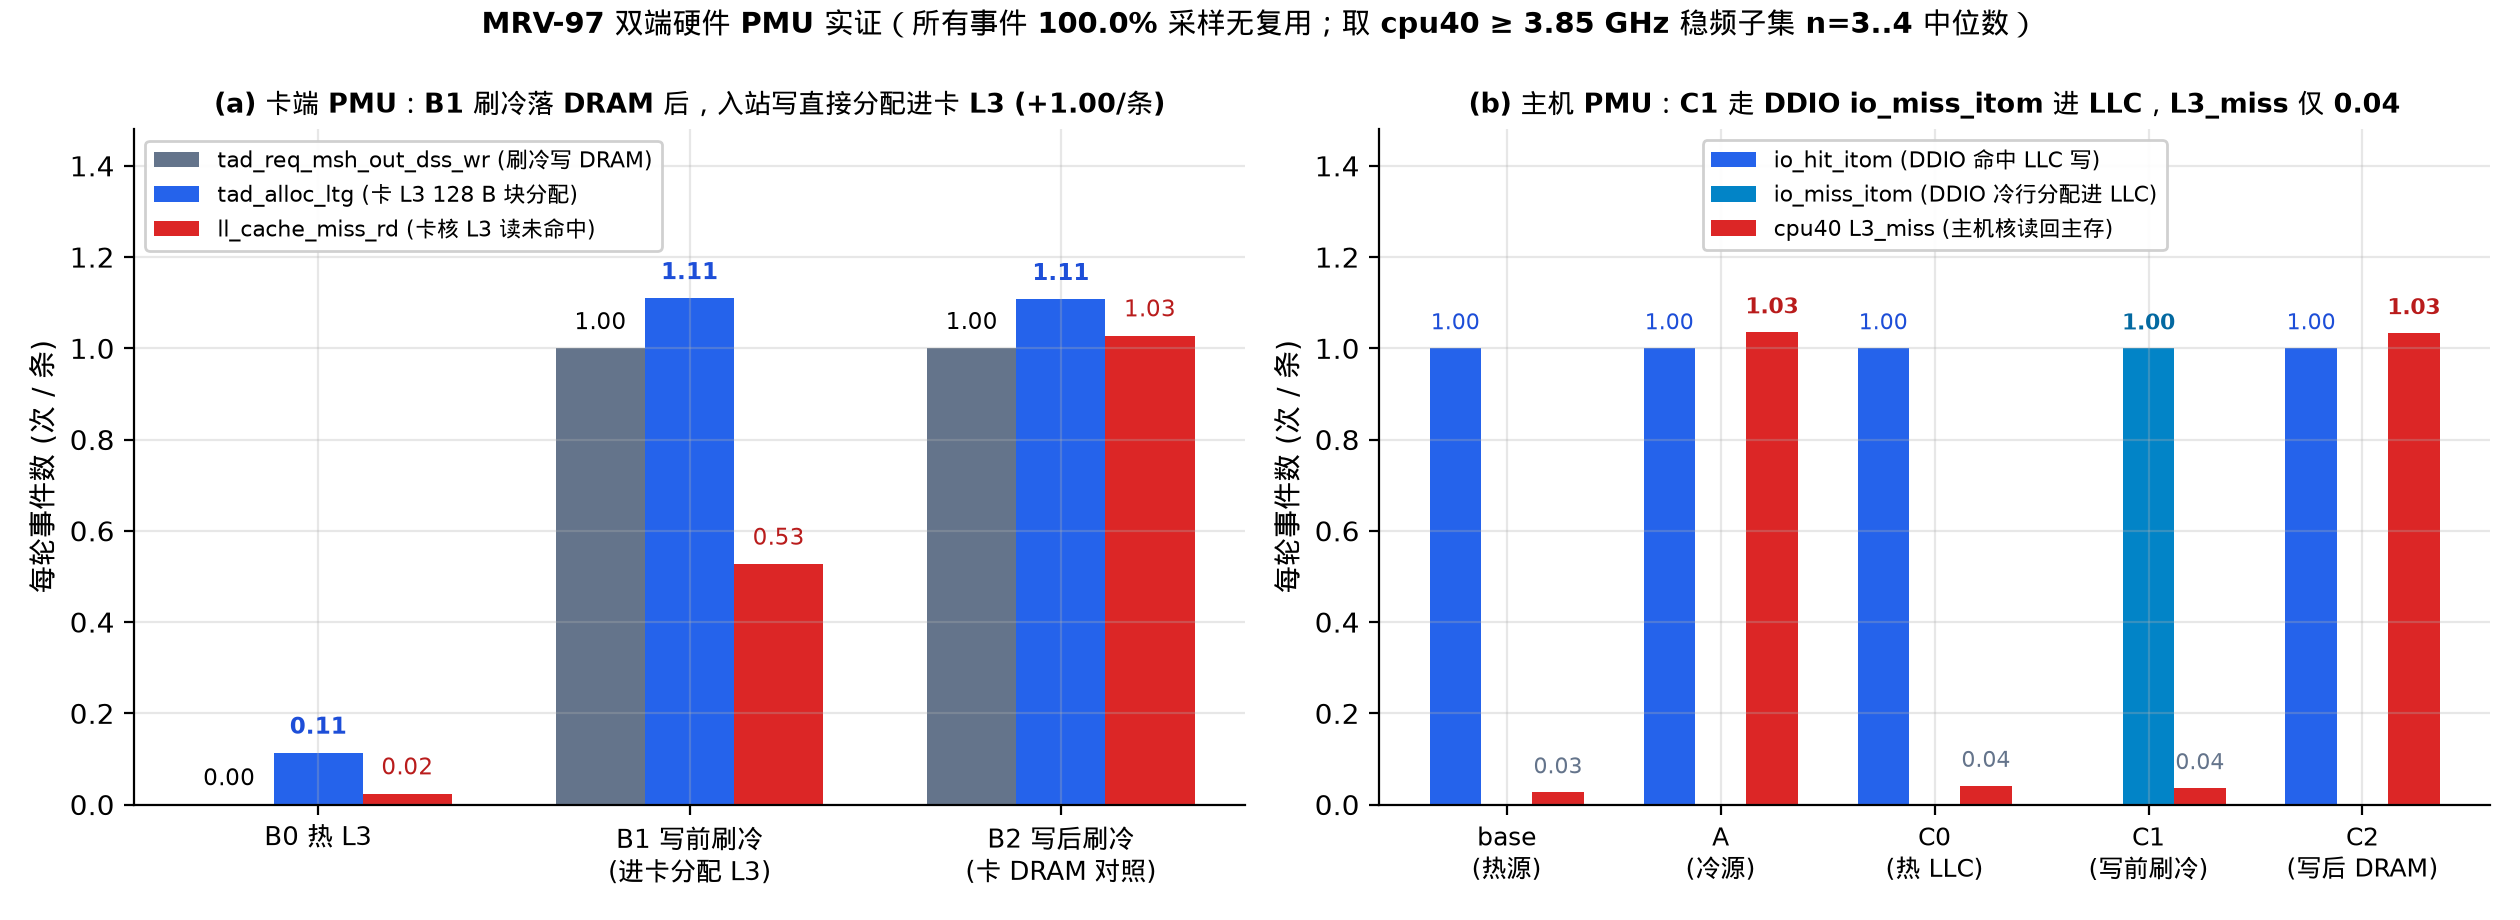 MRV-97 双端硬件 PMU 实证（所有事件 100.0% 采样无复用；取 cpu40 ≥ 3.85 GHz 稳频子集 n=3..4 中位数）
(a) 卡端 PMU：B1 刷冷落 DRAM 后，入站写直接分配进卡 L3 (+1.00/条)
tad_req_msh_out_dss_wr (刷冷写 DRAM)
tad_alloc_ltg (卡 L3 128 B 块分配)
ll_cache_miss_rd (卡核 L3 读未命中)
每轮事件数 (次 / 条)
1.4
1.2
1.0
0.8
0.6
0.4
0.2
0.0
0.00
0.11
0.02
1.00
1.11
0.53
1.00
1.11
1.03
B0 热 L3
B1 写前刷冷
(进卡分配 L3)
B2 写后刷冷
(卡 DRAM 对照)
(b) 主机 PMU：C1 走 DDIO io_miss_itom 进 LLC，L3_miss 仅 0.04
io_hit_itom (DDIO 命中 LLC 写)
io_miss_itom (DDIO 冷行分配进 LLC)
cpu40 L3_miss (主机核读回主存)
每轮事件数 (次 / 条)
1.4
1.2
1.0
0.8
0.6
0.4
0.2
0.0
1.00
0.03
1.00
1.03
1.00
0.04
1.00
0.04
1.00
1.03
base
(热源)
A
(冷源)
C0
(热 LLC)
C1
(写前刷冷)
C2
(写后 DRAM)